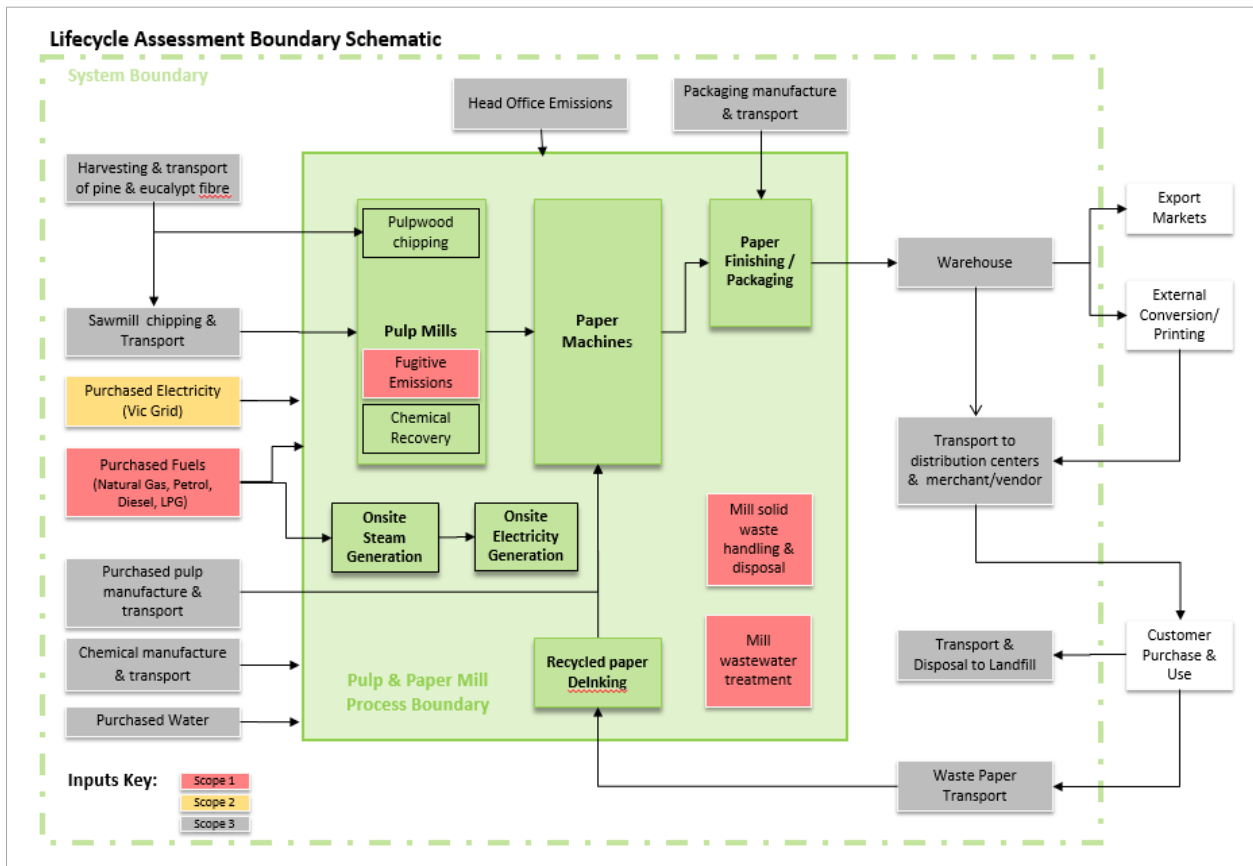 Lifecycle Assessment Boundary Schematic
System Boundary
Head Office Emissions
Packaging manufacture
& transport
Harvesting & transport
of pine & eucalypt fibre
Pulpwood
chipping
Paper
Finishing /
Packaging
Export
Markets
Warehouse
Sawmill chipping &
Transport
Pulp Mills
Paper
Machines
External
Conversion/
Printing
Fugitive
Emissions
Purchased Electricity
(Vic Grid)
Chemical
Recovery
Purchased Fuels
(Natural Gas, Petrol,
Diesel, LPG)
Transport to
distribution centers
& merchant/vendor
Onsite
Steam
Generation
Onsite
Electricity
Generation
Mill solid
waste
handling &
disposal
Purchased pulp
manufacture &
transport
Chemical manufacture
& transport
Recycled paper
DeInking
Mill
wastewater
treatment
Transport &
Disposal to Landfill
Customer
Purchase &
Use
Pulp & Paper Mill
Process Boundary
Purchased Water
Inputs Key:
Scope 1
Scope 2
Scope 3
Waste Paper
Transport